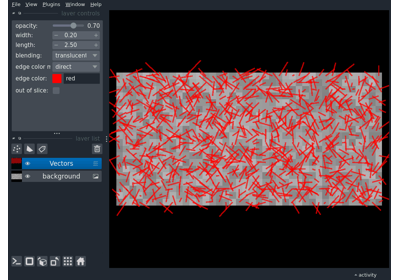 File View Plugins Window Help
layer controls
opacity: 0.70
width: - 0.20 +
length: - 2.50 +
blending: translucent
edge color m direct
edge color: red
out of slice:
layer list
Vectors
background
activity